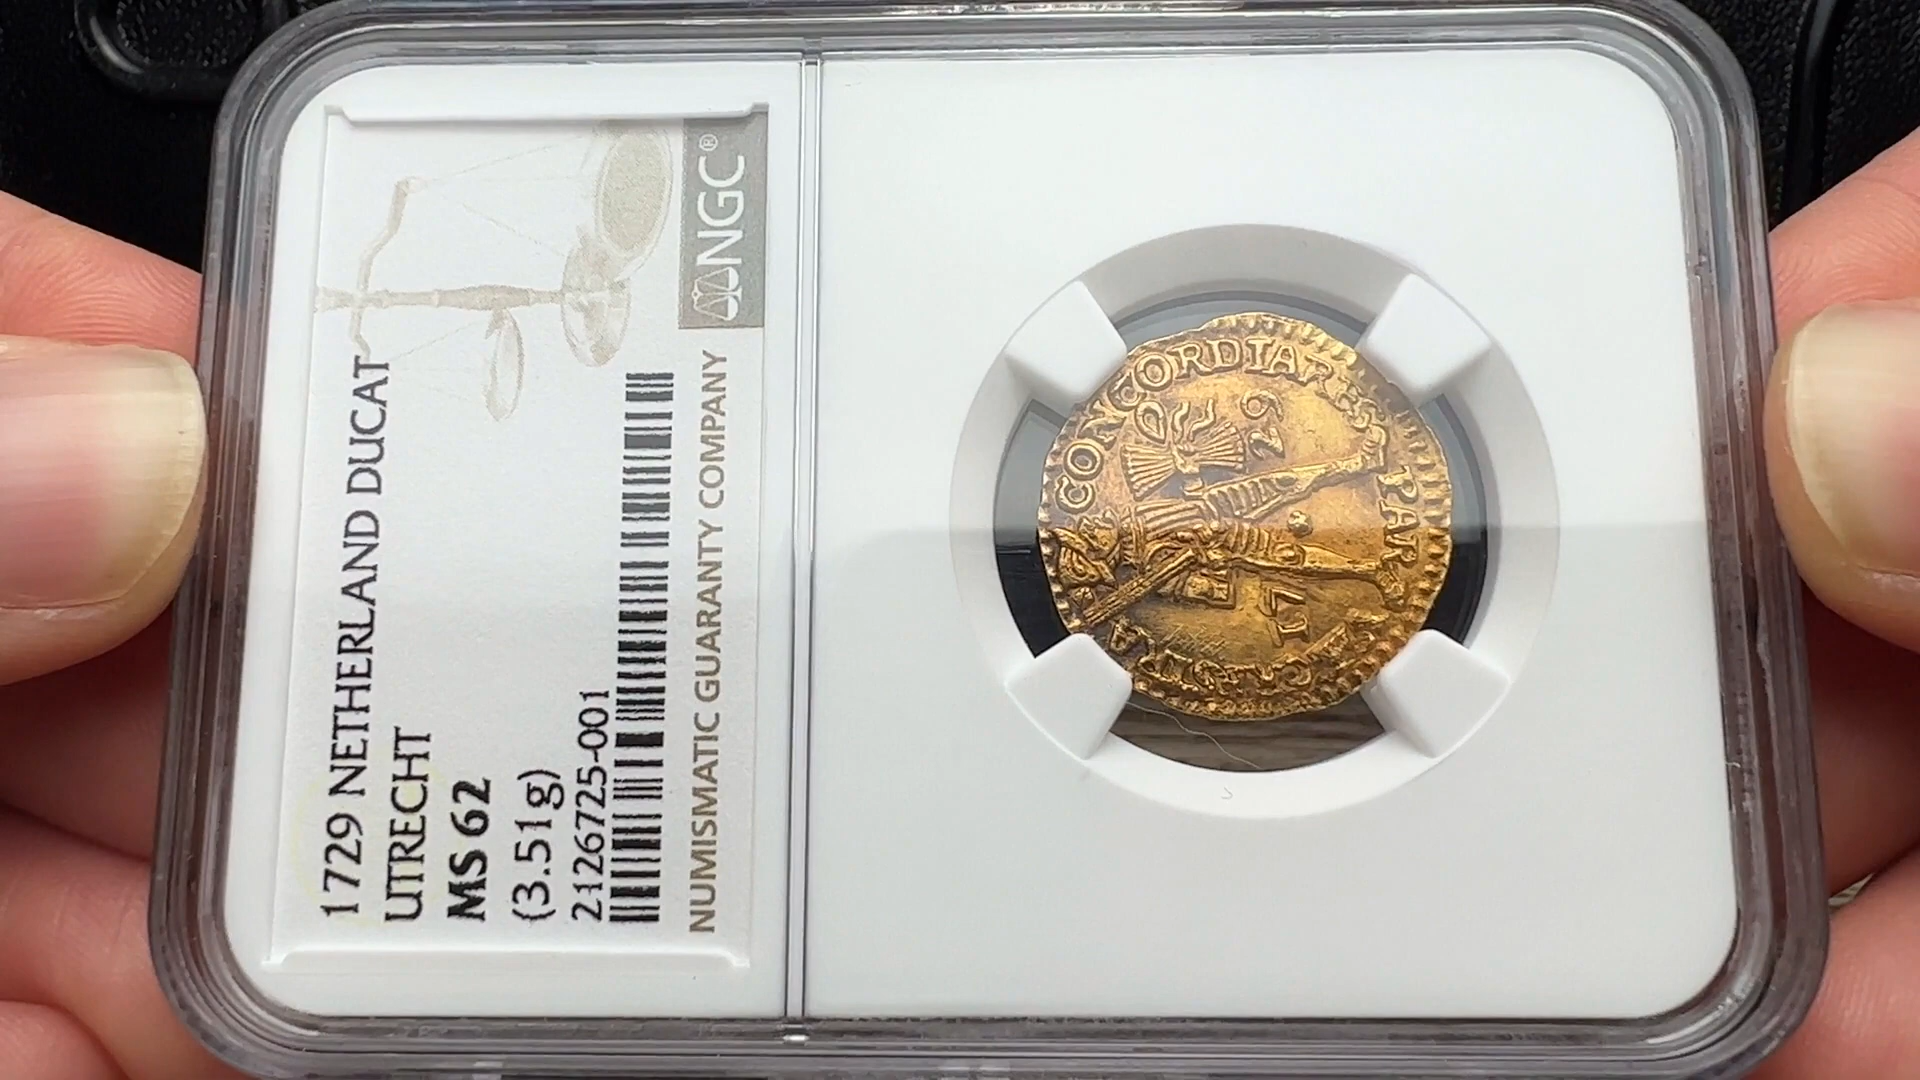 1729 NETHERLAND DUCAT
UTRECHT
MS 62
(3.51g)
2126725-001
NUMISMATIC GUARANTY COMPANY
NGC®
CONCORDIA RES
PAR
17 29